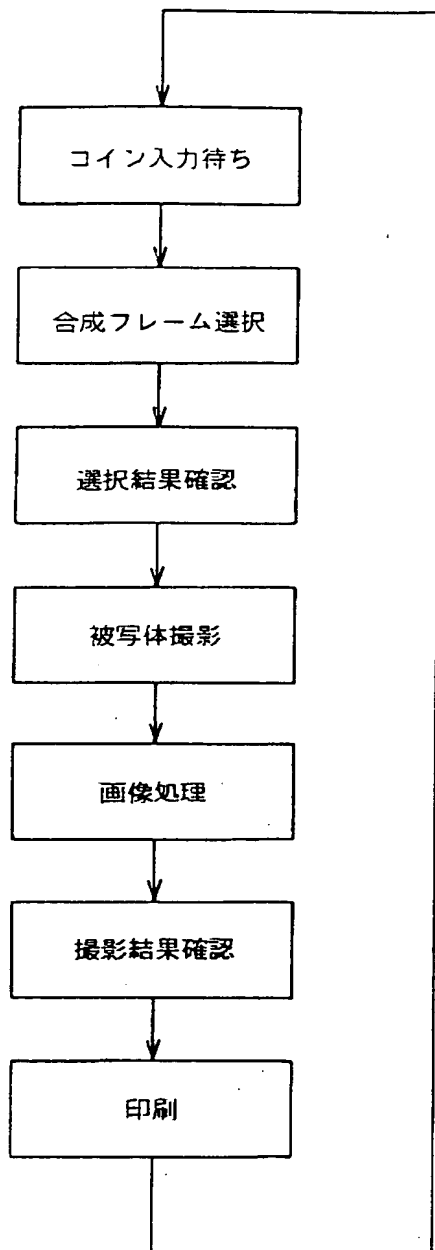 コイン入力待ち
合成フレーム選択
選択結果確認
被写体撮影
画像処理
撮影結果確認
印刷